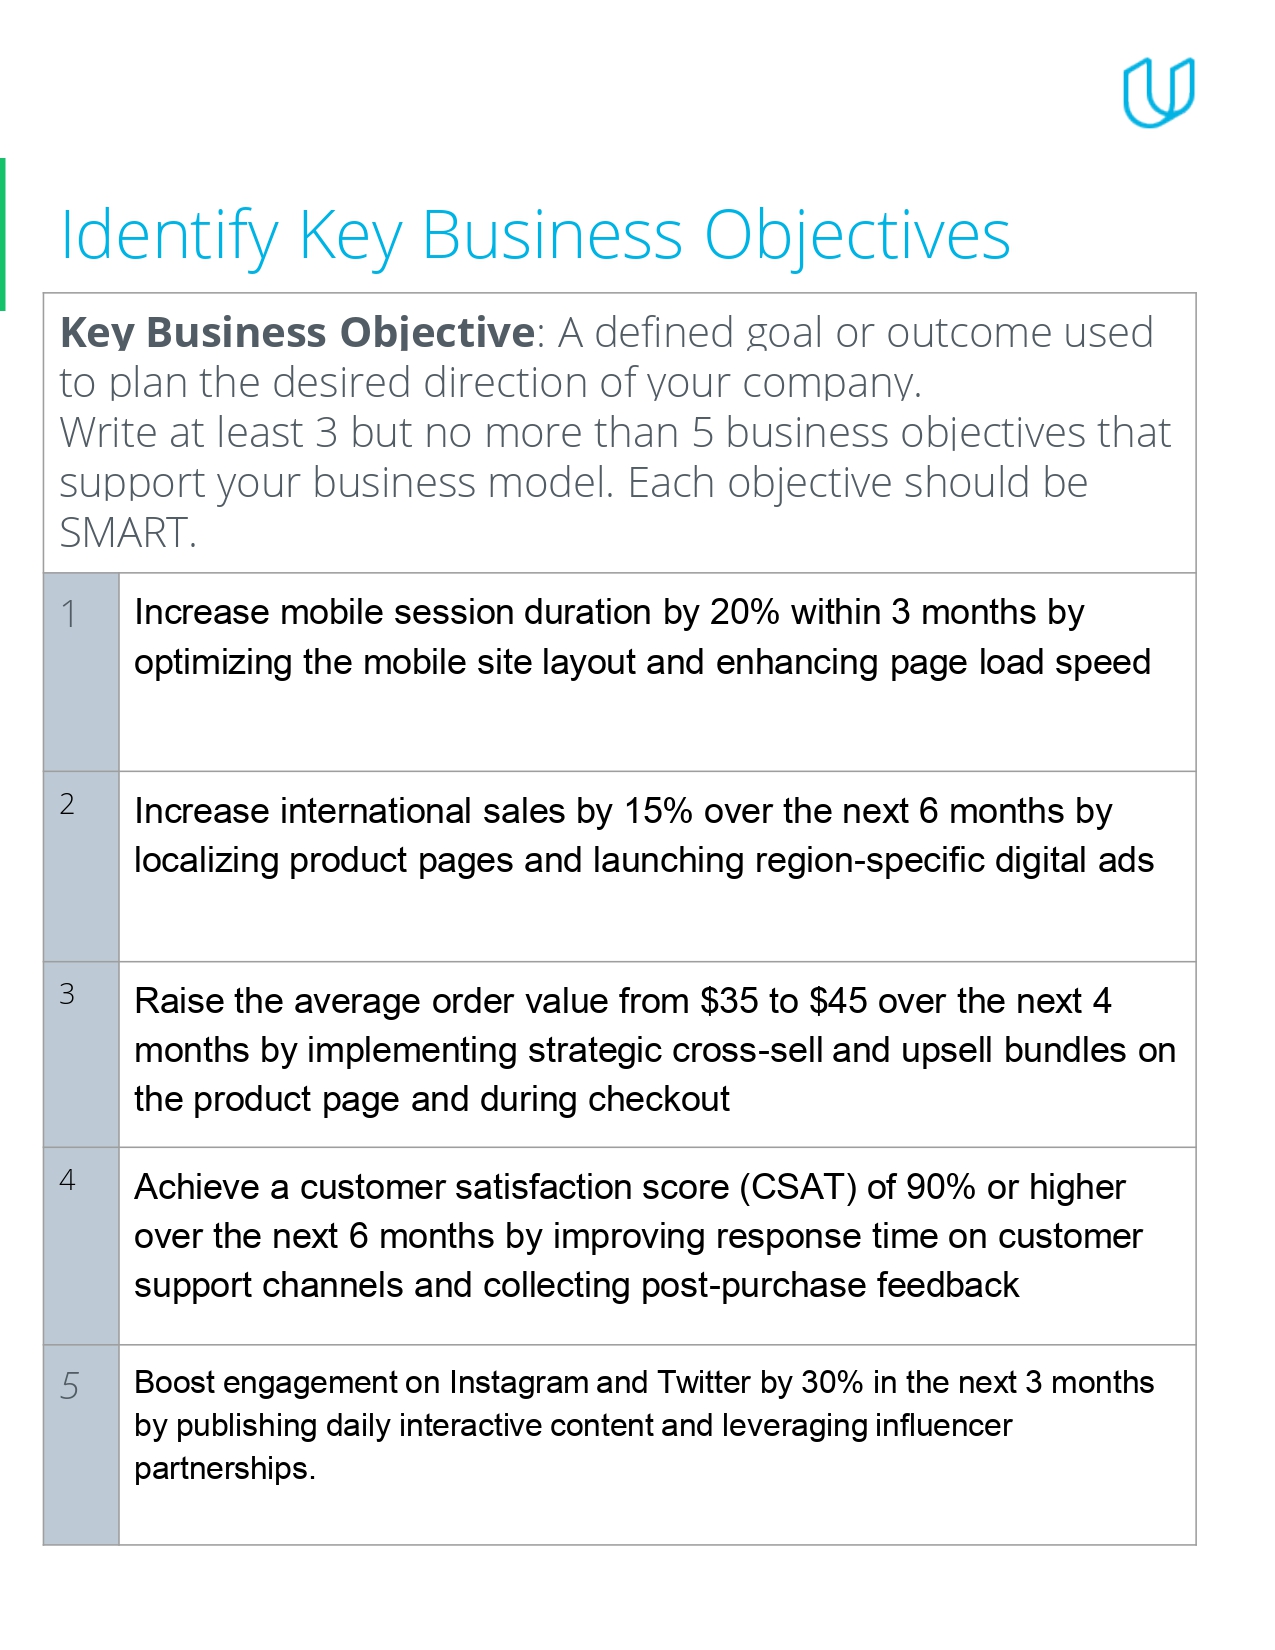 Identify Key Business Objectives
Key Business Objective: A defined goal or outcome used
to plan the desired direction of your company.
Write at least 3 but no more than 5 business objectives that
support your business model. Each objective should be
SMART.
1
Increase mobile session duration by 20% within 3 months by
optimizing the mobile site layout and enhancing page load speed
2
Increase international sales by 15% over the next 6 months by
localizing product pages and launching region-specific digital ads
3
Raise the average order value from $35 to $45 over the next 4
months by implementing strategic cross-sell and upsell bundles on
the product page and during checkout
4
Achieve a customer satisfaction score (CSAT) of 90% or higher
over the next 6 months by improving response time on customer
support channels and collecting post-purchase feedback
5
Boost engagement on Instagram and Twitter by 30% in the next 3 months
by publishing daily interactive content and leveraging influencer
partnerships.